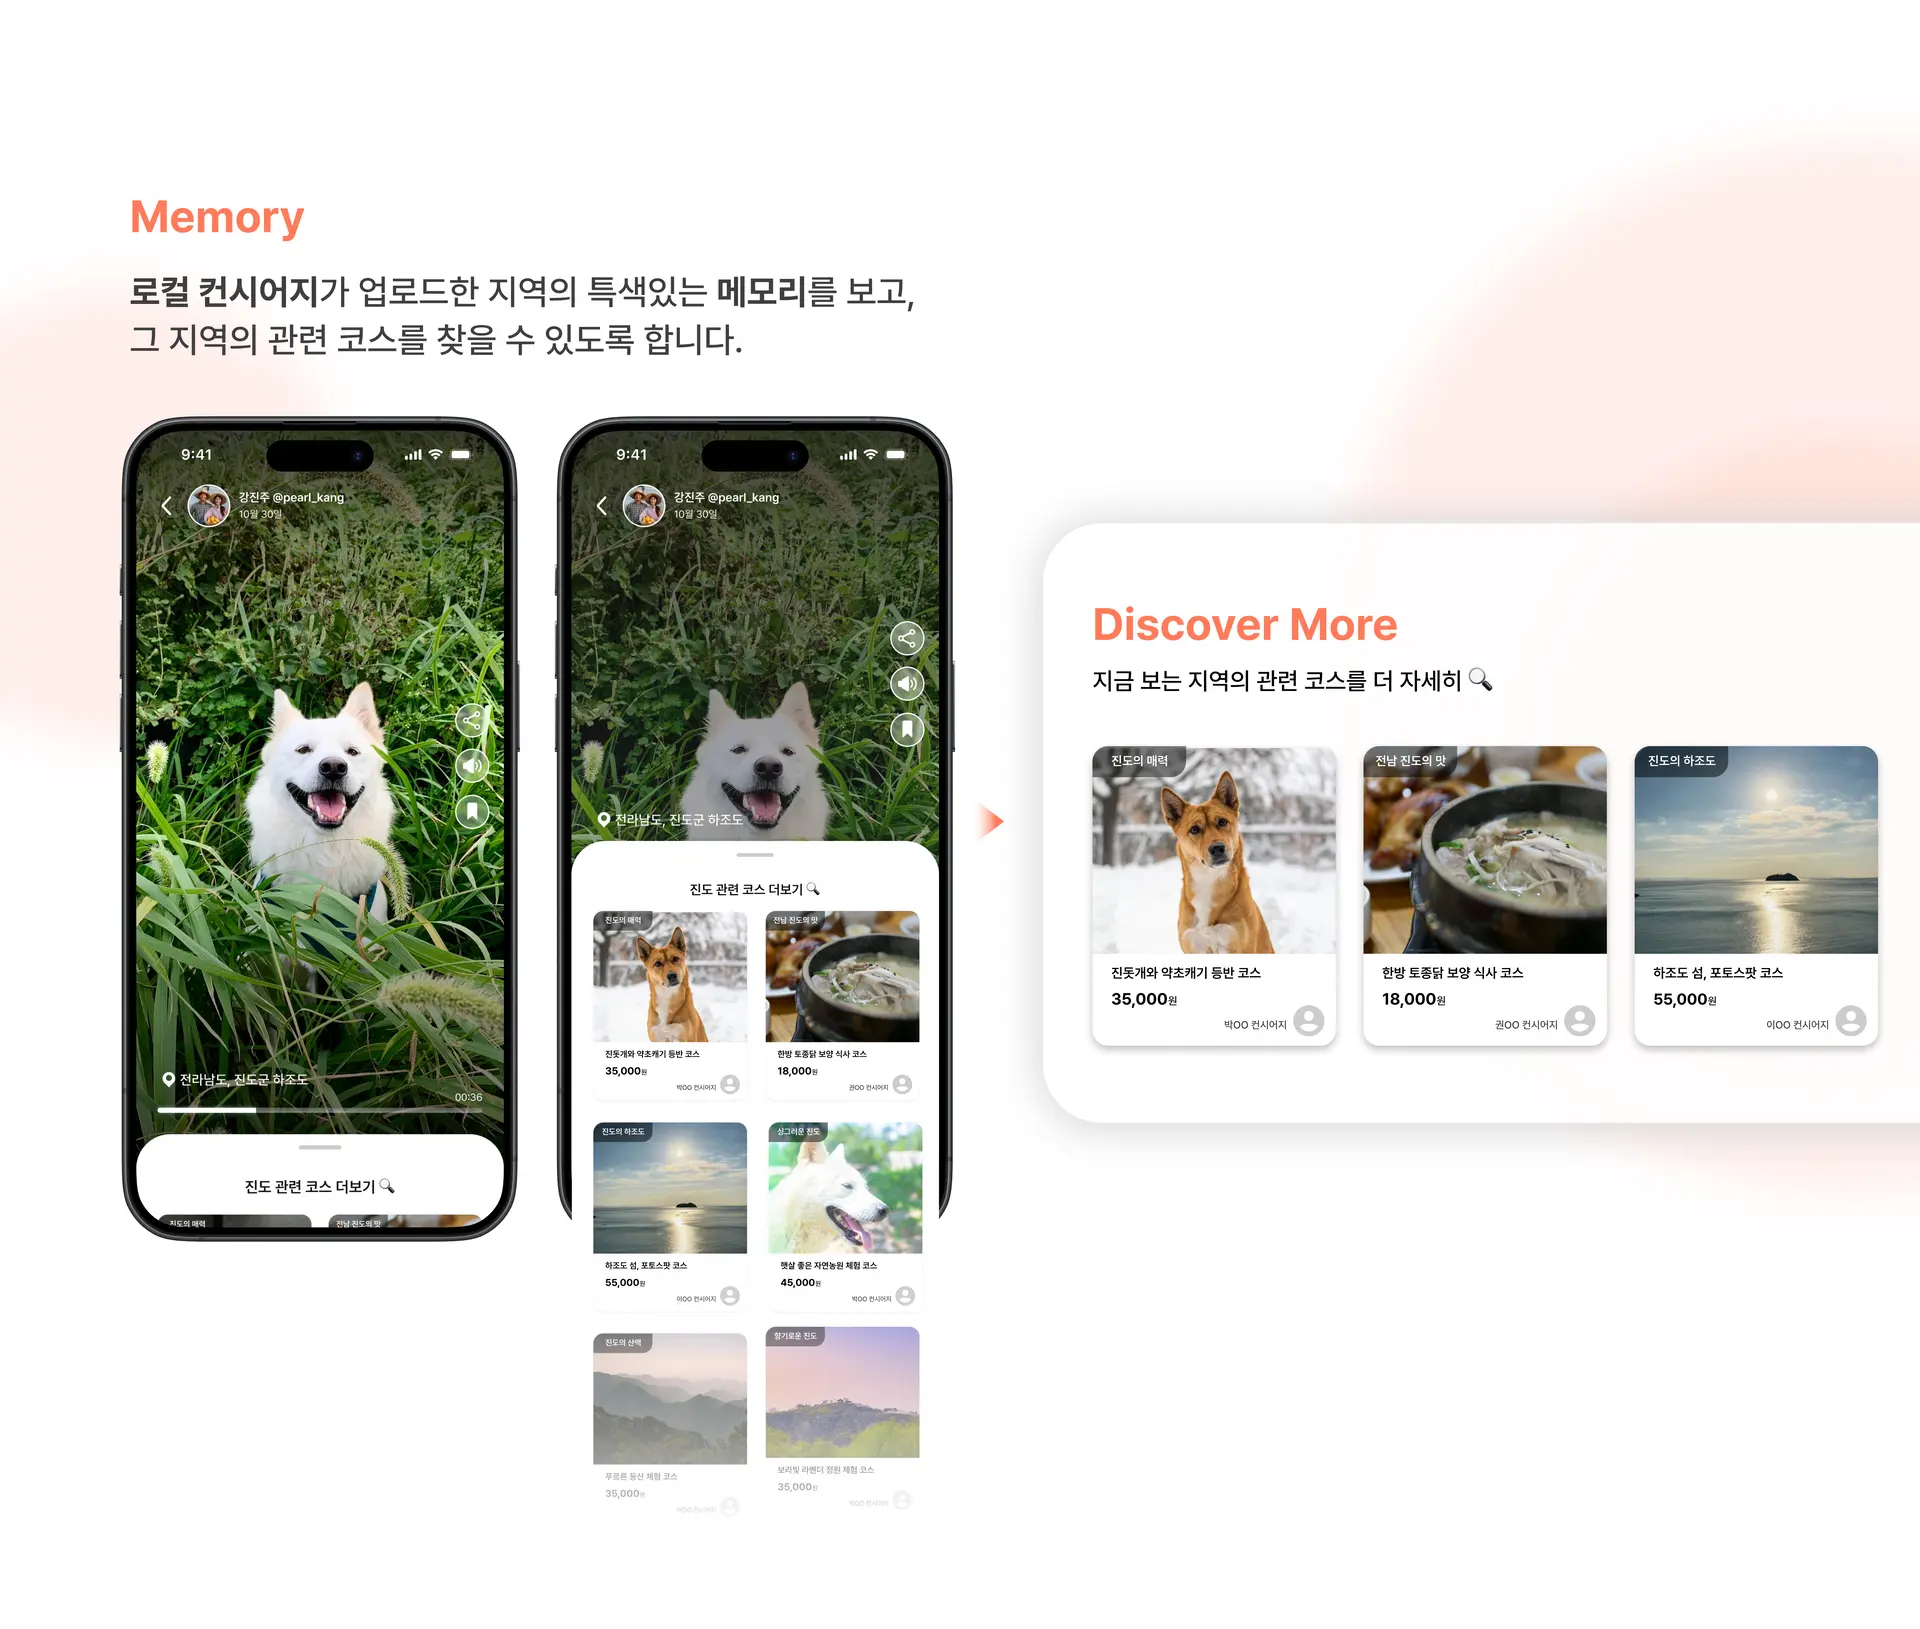 Memory
로컬 컨시어지가 업로드한 지역의 특색있는 메모리를 보고,
그 지역의 관련 코스를 찾을 수 있도록 합니다.
9:41
강진주 @pearl_kang
10월 30일
전라남도, 진도군 하조도
00:36
진도 관련 코스 더보기
진도의 매력
전남 진도의 맛
9:41
강진주 @pearl_kang
10월 30일
전라남도, 진도군 하조도
진도 관련 코스 더보기
진도의 매력
진돗개와 약초캐기 등반 코스
35,000원
박OO 컨시어지
전남 진도의 맛
한방 토종닭 보양 식사 코스
18,000원
권OO 컨시어지
진도의 하조도
하조도 섬, 포토스팟 코스
55,000원
이OO 컨시어지
싱그러운 진도
햇살 좋은 자연농원 체험 코스
45,000원
박OO 컨시어지
진도의 산맥
푸르른 등산 체험 코스
35,000원
박OO 컨시어지
향기로운 진도
보라빛 라벤더 정원 체험 코스
35,000원
박OO 컨시어지
Discover More
지금 보는 지역의 관련 코스를 더 자세히
진도의 매력
진돗개와 약초캐기 등반 코스
35,000원
박OO 컨시어지
전남 진도의 맛
한방 토종닭 보양 식사 코스
18,000원
권OO 컨시어지
진도의 하조도
하조도 섬, 포토스팟 코스
55,000원
이OO 컨시어지